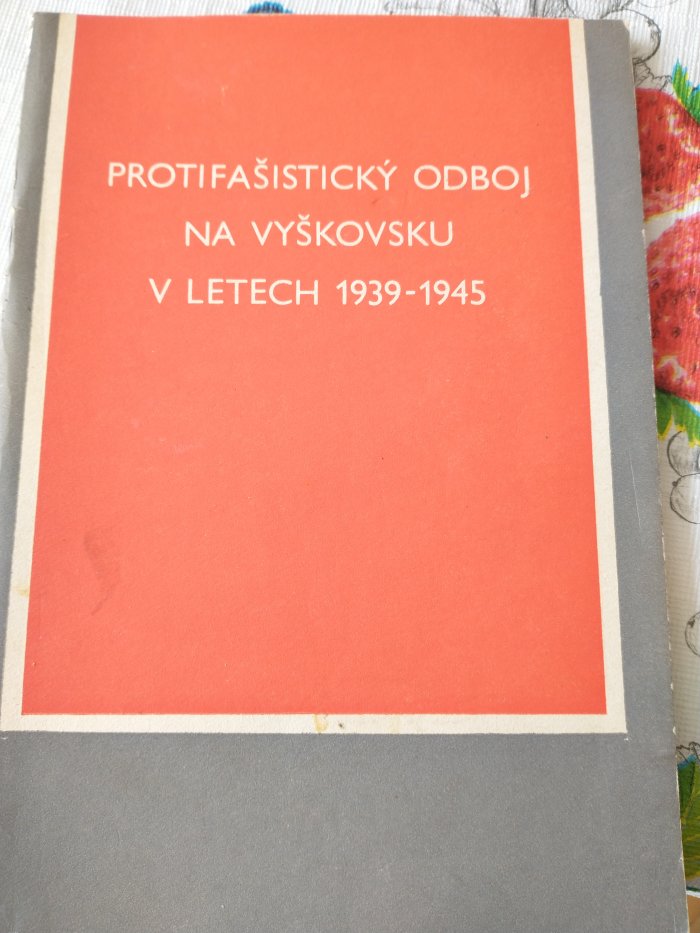 PROTIFAŠISTICKÝ ODBOJ
NA VYŠKOVSKU
V LETECH 1939-1945